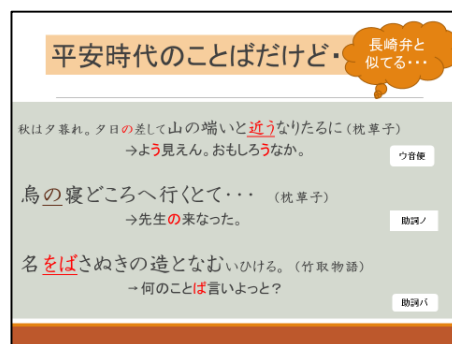 平安時代のことばだけど・
長崎弁と
似てる・・・
秋は夕暮れ。夕日の差して山の端いと近うなりたるに(枕草子)
→よう見えん。おもしろうなか。
ウ音便
烏の寝どころへ行くとて・・・ (枕草子)
→先生の来なった。
助詞ノ
名をばさぬきの造となむいひける。(竹取物語)
→何のことば言いよっと?
助詞バ